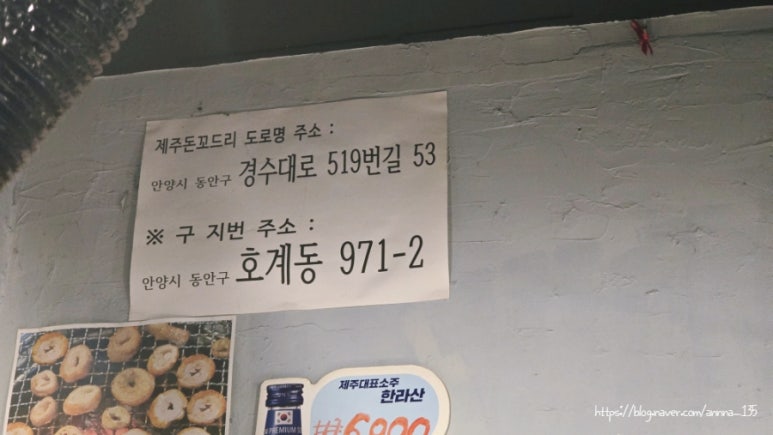 제주돈꼬드리 도로명 주소 :
안양시 동안구 경수대로 519번길 53
※ 구 지번 주소 :
안양시 동안구 호계동 971-2
제주대표소주
한라산
6,000
PREMIUM
https://blog.naver.com/annna_135